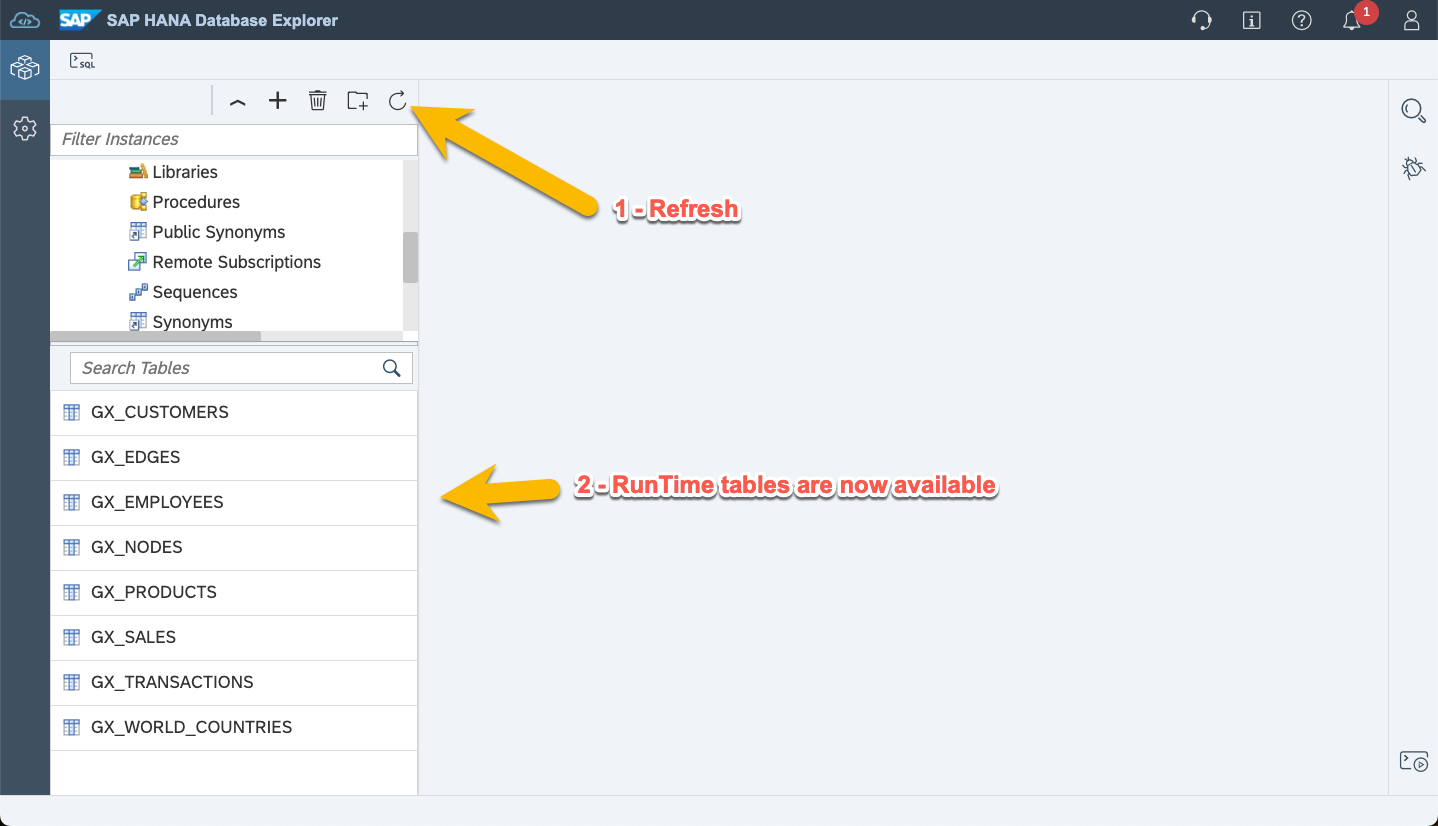 SAP SAP HANA Database Explorer
1
SQL
Filter Instances
Libraries
Procedures
1 - Refresh
Public Synonyms
Remote Subscriptions
Sequences
Synonyms
Search Tables
GX_CUSTOMERS
GX_EDGES
2 - RunTime tables are now available
GX_EMPLOYEES
GX_NODES
GX_PRODUCTS
GX_SALES
GX_TRANSACTIONS
GX_WORLD_COUNTRIES